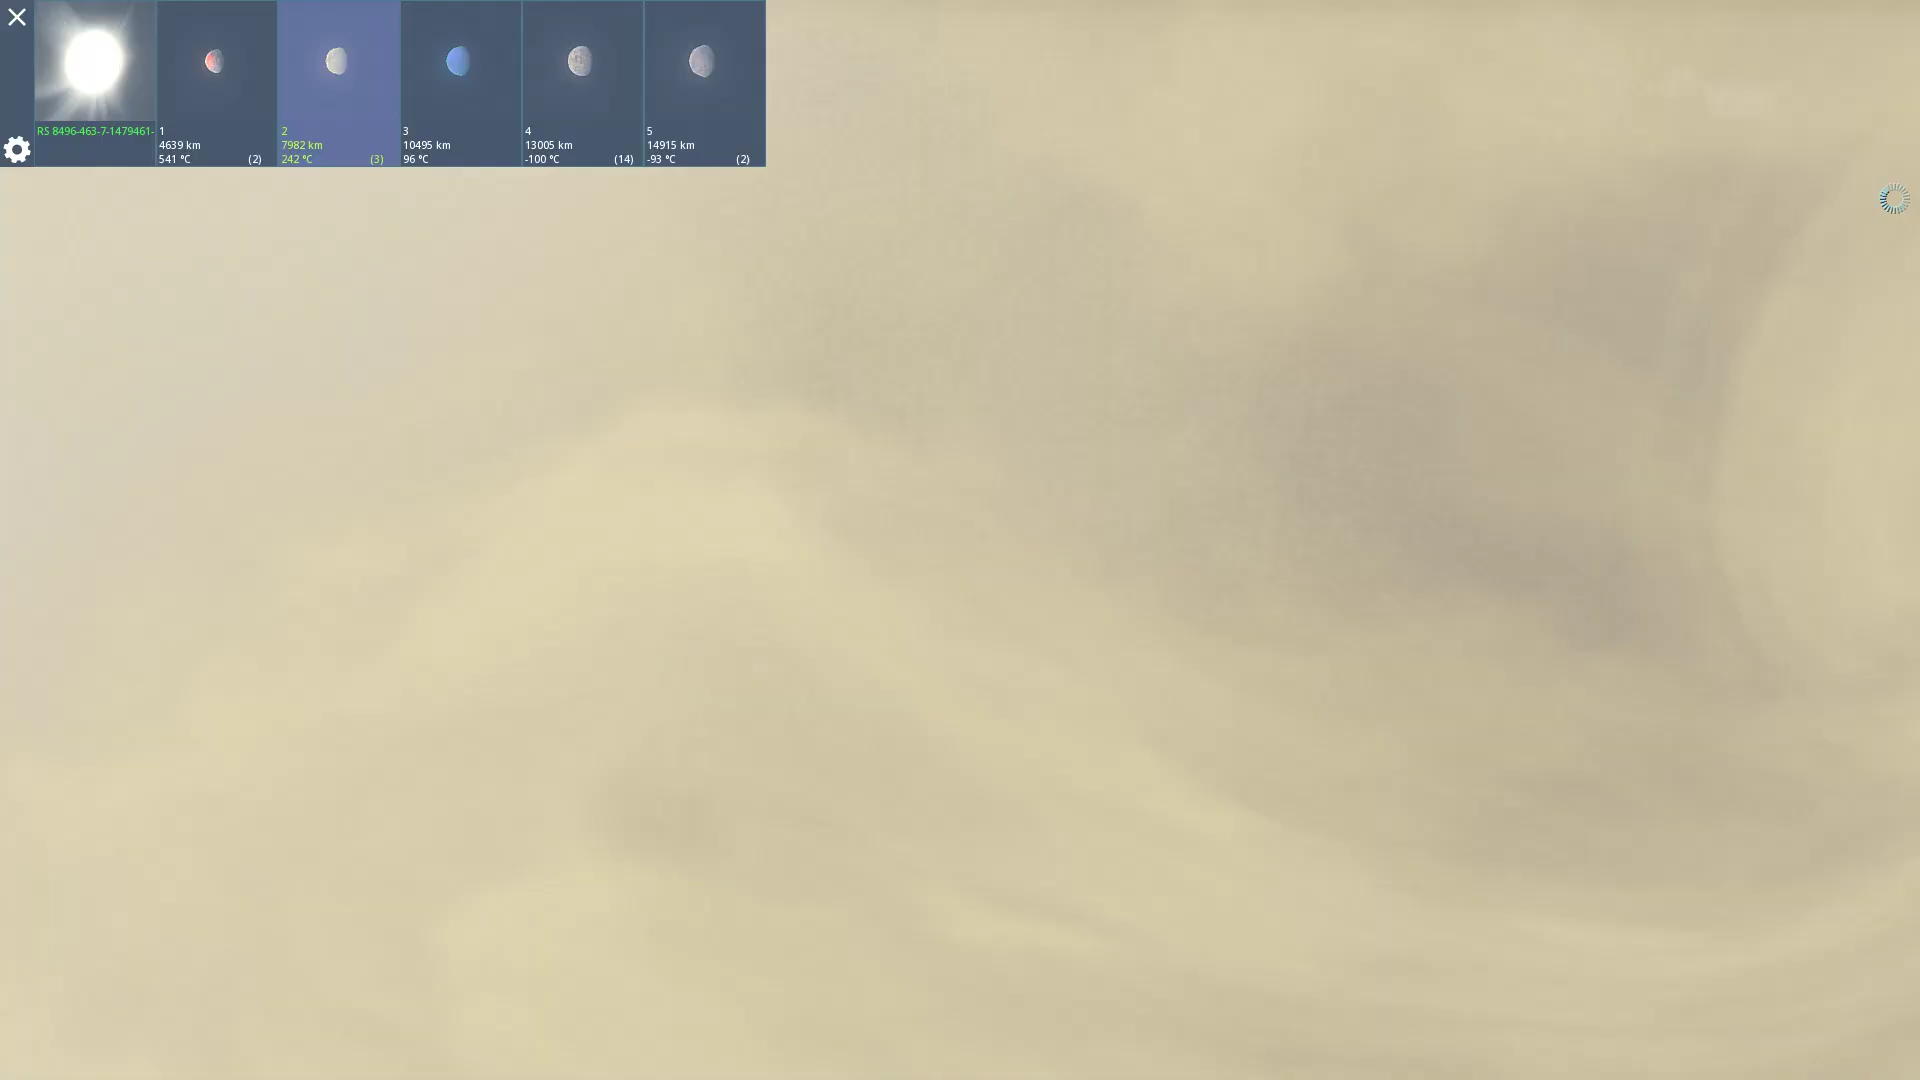 RS 8496-463-7-1479461-
1
4639 km
541 °C (2)
2
7982 km
242 °C (3)
3
10495 km
96 °C
4
13005 km
-100 °C (14)
5
14915 km
-93 °C (2)